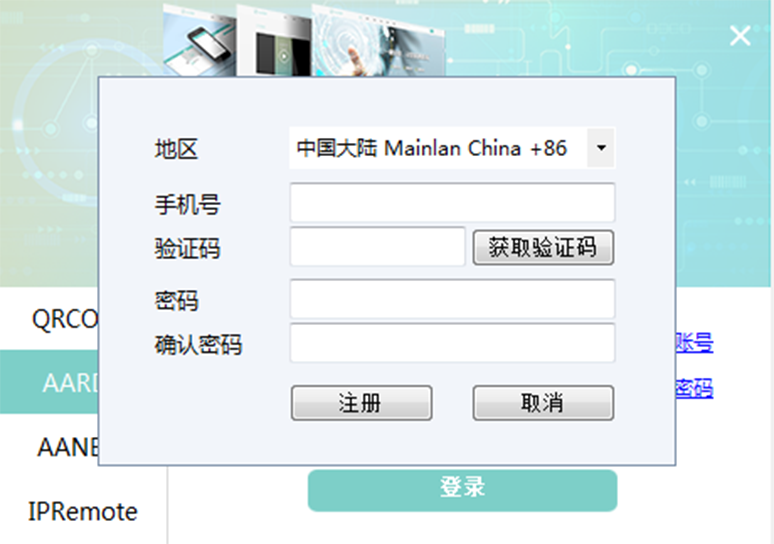 地区
中国大陆 Mainlan China +86
手机号
验证码
获取验证码
密码
确认密码
注册
取消
QRCO
AARD
AANE
IPRemote
账号
密码
登录